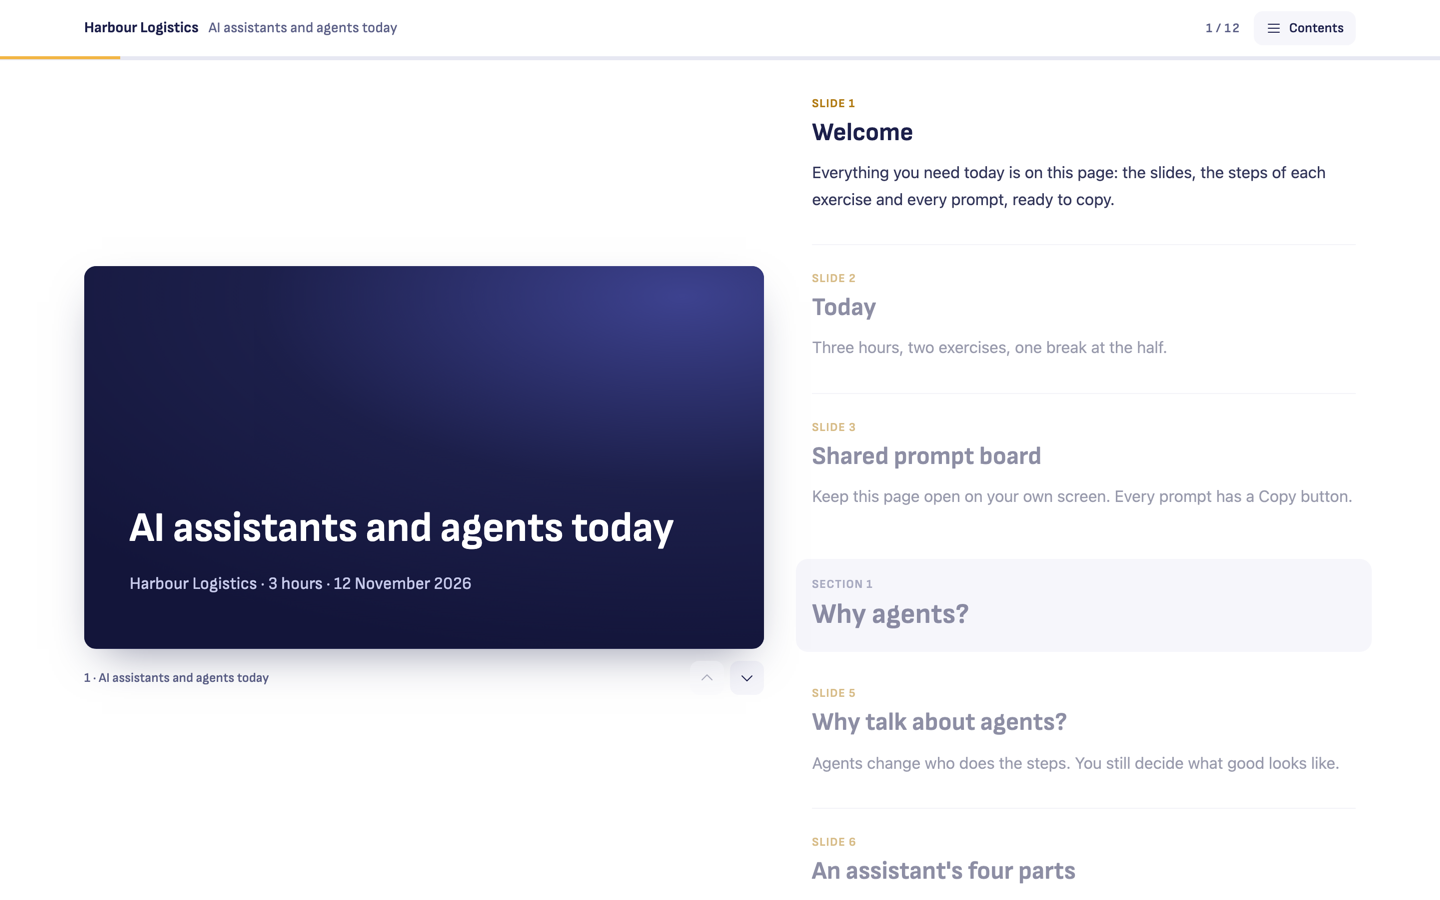 Harbour Logistics AI assistants and agents today
1 / 12
Contents
AI assistants and agents today
Harbour Logistics · 3 hours · 12 November 2026
1 · AI assistants and agents today
SLIDE 1
Welcome
Everything you need today is on this page: the slides, the steps of each
exercise and every prompt, ready to copy.
SLIDE 2
Today
Three hours, two exercises, one break at the half.
SLIDE 3
Shared prompt board
Keep this page open on your own screen. Every prompt has a Copy button.
SECTION 1
Why agents?
SLIDE 5
Why talk about agents?
Agents change who does the steps. You still decide what good looks like.
SLIDE 6
An assistant's four parts